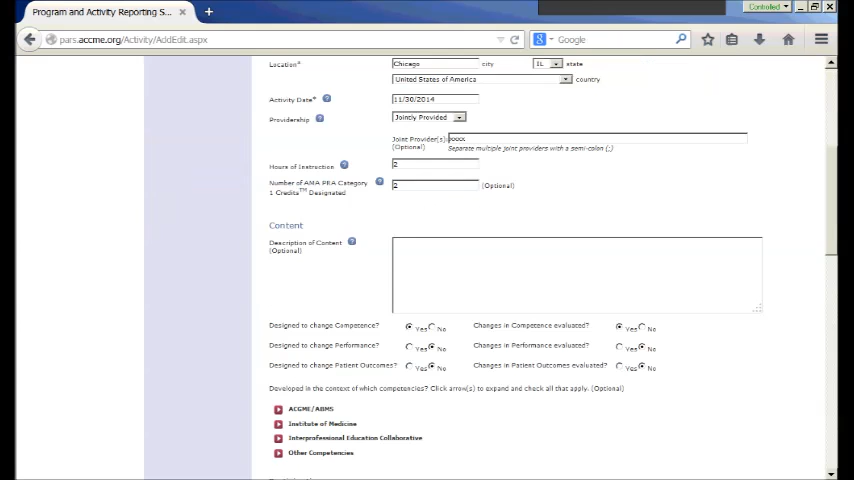 Controlled
Program and Activity Reporting S...
pars.accme.org/Activity/AddEdit.aspx
Google
Location* Chicago city IL state
United States of America country
Activity Date* 11/30/2014
Providership Jointly Provided
Joint Provider(s): xxxx
(Optional) Separate multiple joint providers with a semi-colon (;)
Hours of Instruction 2
Number of AMA PRA Category 2 (Optional)
1 Credits™ Designated
Content
Description of Content
(Optional)
Designed to change Competence? Yes No Changes in Competence evaluated? Yes No
Designed to change Performance? Yes No Changes in Performance evaluated? Yes No
Designed to change Patient Outcomes? Yes No Changes in Patient Outcomes evaluated? Yes No
Developed in the context of which competencies? Click arrow(s) to expand and check all that apply. (Optional)
ACGME/ABMS
Institute of Medicine
Interprofessional Education Collaborative
Other Competencies